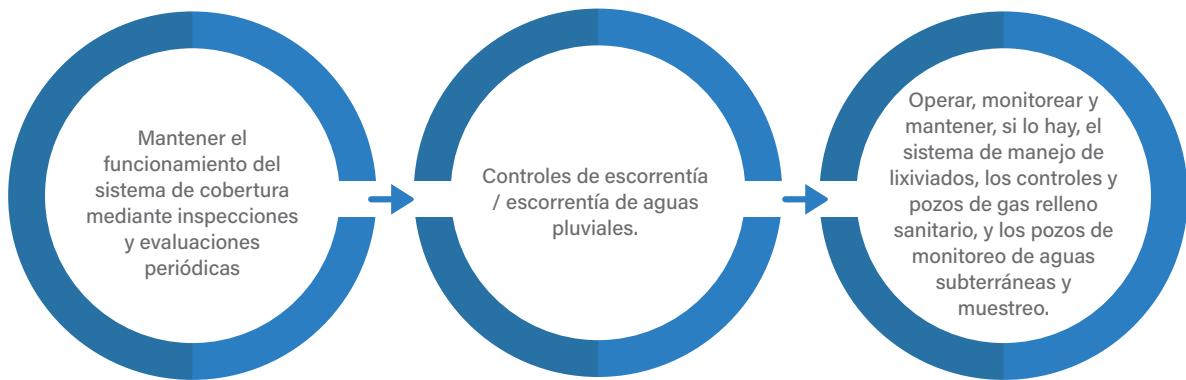 Mantener el
funcionamiento del
sistema de cobertura
mediante inspecciones
y evaluaciones
periódicas
Controles de escorrentía
/ escorrentía de aguas
pluviales.
Operar, monitorear y
mantener, si lo hay, el
sistema de manejo de
lixiviados, los controles y
pozos de gas relleno
sanitario, y los pozos de
monitoreo de aguas
subterráneas y
muestreo.